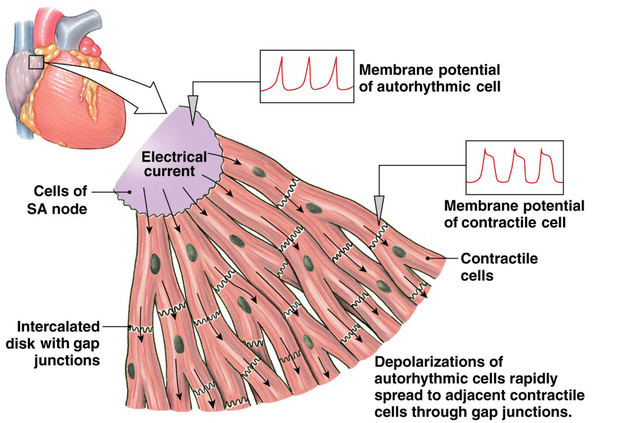 Membrane potential
of autorhythmic cell
Electrical
current
Cells of
SA node
Membrane potential
of contractile cell
Contractile
cells
Intercalated
disk with gap
junctions
Depolarizations of
autorhythmic cells rapidly
spread to adjacent contractile
cells through gap junctions.